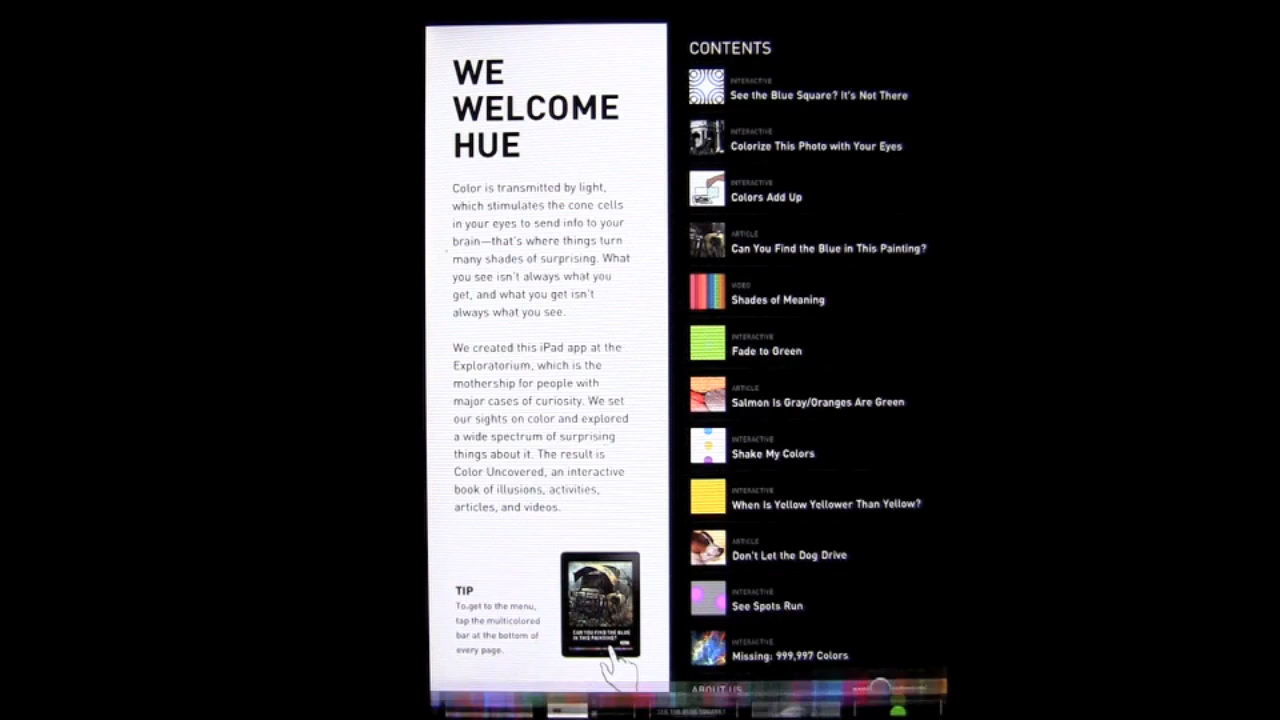 WE
WELCOME
HUE
Color is transmitted by light,
which stimulates the cone cells
in your eyes to send info to your
brain—that's where things turn
many shades of surprising. What
you see isn't always what you
get, and what you get isn't
always what you see.
We created this iPad app at the
Exploratorium, which is the
mothership for people with
major cases of curiosity. We set
our sights on color and explored
a wide spectrum of surprising
things about it. The result is
Color Uncovered, an interactive
book of illusions, activities,
articles, and videos.
TIP
To get to the menu,
tap the multicolored
bar at the bottom of
every page.
CAN YOU FIND THE BLUE
IN THIS PAINTING?
CONTENTS
INTERACTIVE
See the Blue Square? It's Not There
INTERACTIVE
Colorize This Photo with Your Eyes
INTERACTIVE
Colors Add Up
ARTICLE
Can You Find the Blue in This Painting?
VIDEO
Shades of Meaning
INTERACTIVE
Fade to Green
ARTICLE
Salmon Is Gray/Oranges Are Green
INTERACTIVE
Shake My Colors
INTERACTIVE
When Is Yellow Yellower Than Yellow?
ARTICLE
Don't Let the Dog Drive
INTERACTIVE
See Spots Run
INTERACTIVE
Missing: 999,997 Colors
ABOUT US
SEE THE BLUE SQUARE?